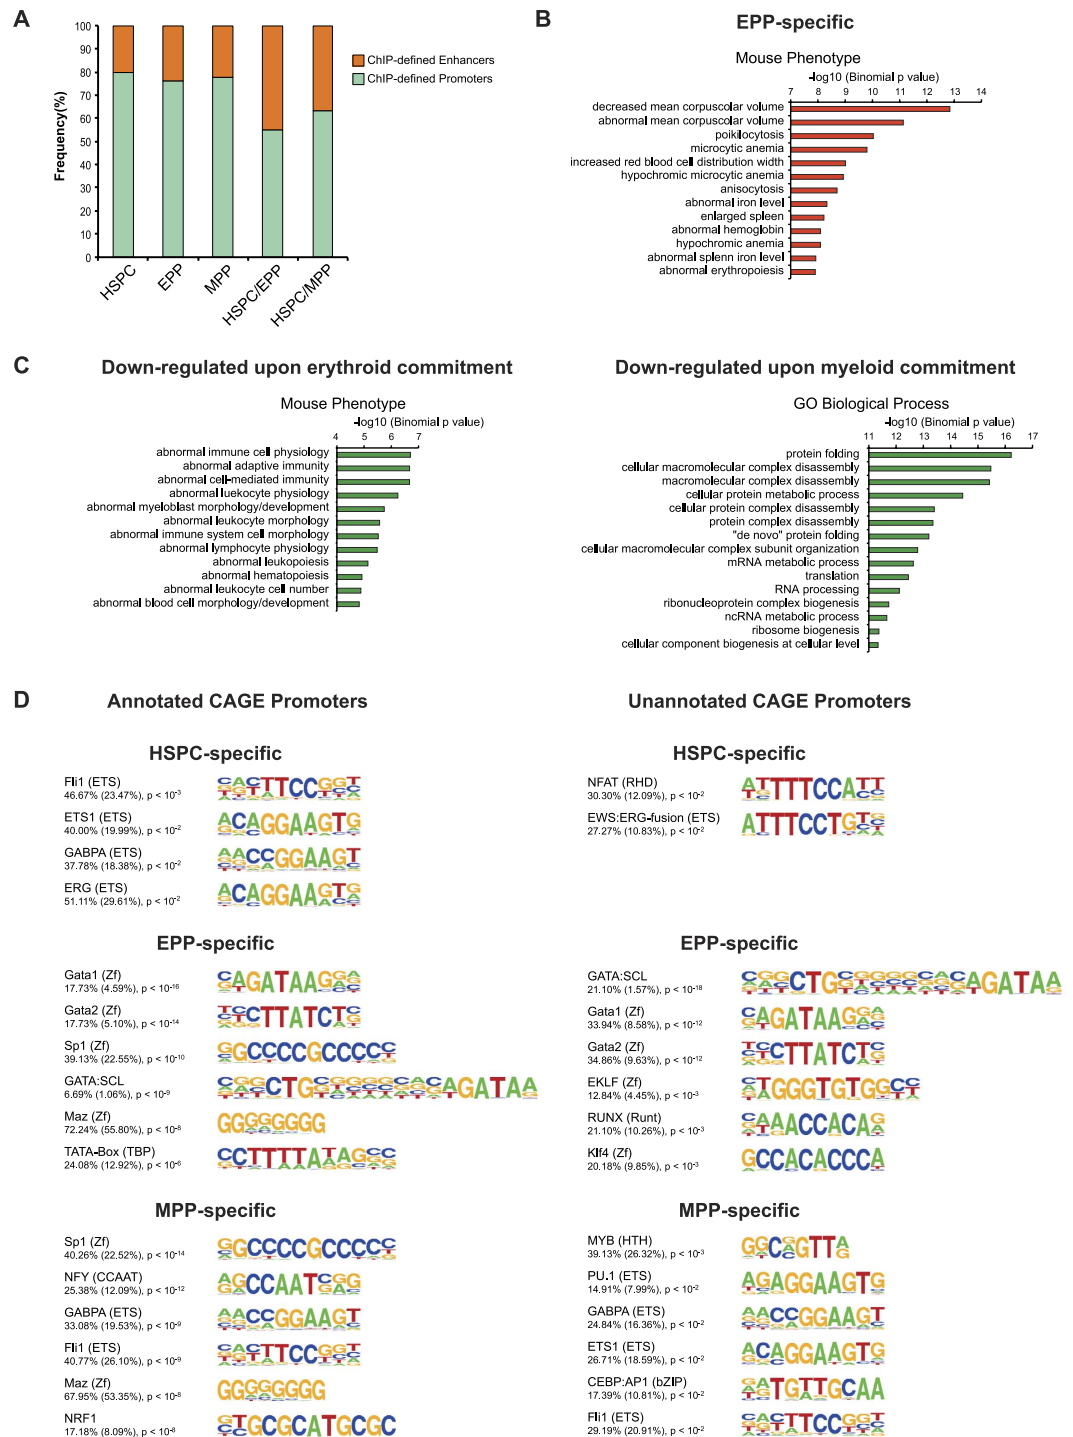 A
100
90
80
70
60
50
40
30
20
10
0
Frequency(%)
HSPC
EPP
MPP
HSPC/EPP
HSPC/MPP
ChIP-defined Enhancers
ChIP-defined Promoters
B
EPP-specific
Mouse Phenotype
-log10 (Binomial p value)
7 8 9 10 11 12 13 14
decreased mean corpuscular volume
abnormal mean corpuscular volume
poikilocytosis
microcytic anemia
increased red blood cell distribution width
hypochromic microcytic anemia
anisocytosis
abnormal iron level
enlarged spleen
abnormal hemoglobin
hypochromic anemia
abnormal splenn iron level
abnormal erythropoiesis
C
Down-regulated upon erythroid commitment
Mouse Phenotype
-log10 (Binomial p value)
4 5 6 7
abnormal immune cell physiology
abnormal adaptive immunity
abnormal cell-mediated immunity
abnormal luekocyte physiology
abnormal myeloblast morphology/development
abnormal leukocyte morphology
abnormal immune system cell morphology
abnormal lymphocyte physiology
abnormal leukopoiesis
abnormal hematopoiesis
abnormal leukocyte cell number
abnormal blood cell morphology/development
Down-regulated upon myeloid commitment
GO Biological Process
-log10 (Binomial p value)
11 12 13 14 15 16 17
protein folding
cellular macromolecular complex disassembly
macromolecular complex disassembly
cellular protein metabolic process
cellular protein complex disassembly
protein complex disassembly
"de novo" protein folding
cellular macromolecular complex subunit organization
mRNA metabolic process
translation
RNA processing
ribonucleoprotein complex biogenesis
ncRNA metabolic process
ribosome biogenesis
cellular component biogenesis at cellular level
D
Annotated CAGE Promoters
HSPC-specific
Fli1 (ETS)
46.67% (23.47%), p < 10-3
ETS1 (ETS)
40.00% (19.99%), p < 10-2
ACAGGAAGTG
GABPA (ETS)
37.78% (18.38%), p < 10-2
AACCGGAAGT
ERG (ETS)
51.11% (29.61%), p < 10-2
ACAGGAAGTG
EPP-specific
Gata1 (Zf)
17.73% (4.59%), p < 10-16
Gata2 (Zf)
17.73% (5.10%), p < 10-14
Sp1 (Zf)
39.13% (22.55%), p < 10-10
GGCCCCGCCCCC
GATA:SCL
6.69% (1.06%), p < 10-9
Maz (Zf)
72.24% (55.80%), p < 10-8
GGGGGGGG
TATA-Box (TBP)
24.08% (12.92%), p < 10-6
CCTTTTATAGCC
MPP-specific
Sp1 (Zf)
40.26% (22.52%), p < 10-14
GGCCCCGCCCCC
NFY (CCAAT)
25.38% (12.09%), p < 10-12
AGCCAATCGG
GABPA (ETS)
33.08% (19.53%), p < 10-9
AACCGGAAGT
Fli1 (ETS)
40.77% (26.10%), p < 10-9
Maz (Zf)
67.95% (53.35%), p < 10-8
GGGGGGGG
NRF1
17.18% (8.09%), p < 10-8
CTGCGCATGCGC
Unannotated CAGE Promoters
HSPC-specific
NFAT (RHD)
30.30% (12.09%), p < 10-2
ATTTTCCATT
EWS:ERG-fusion (ETS)
27.27% (10.83%), p < 10-2
ATTTCCTGTG
EPP-specific
GATA:SCL
21.10% (1.57%), p < 10-18
Gata1 (Zf)
33.94% (8.58%), p < 10-12
Gata2 (Zf)
34.86% (9.63%), p < 10-12
EKLF (Zf)
12.84% (4.45%), p < 10-3
RUNX (Runt)
21.10% (10.26%), p < 10-3
Klf4 (Zf)
20.18% (9.85%), p < 10-3
GCCACACCCA
MPP-specific
MYB (HTH)
39.13% (26.32%), p < 10-3
GGCGGTTA
PU.1 (ETS)
14.91% (7.99%), p < 10-2
AGAGGAAGTG
GABPA (ETS)
24.84% (16.36%), p < 10-2
AACCGGAAGT
ETS1 (ETS)
26.71% (18.59%), p < 10-2
ACAGGAAGTG
CEBP:AP1 (bZIP)
17.39% (10.81%), p < 10-2
Fli1 (ETS)
29.19% (20.91%), p < 10-2